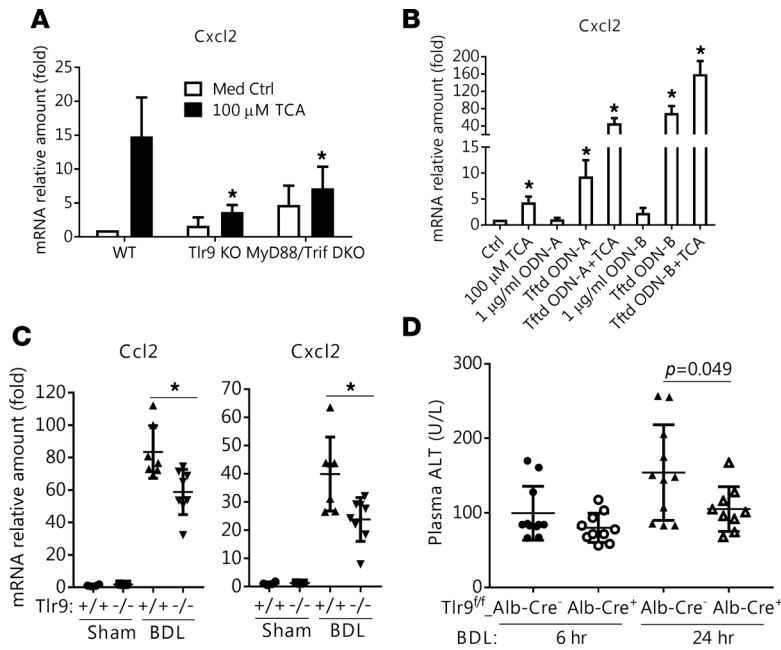 A
Cxcl2
mRNA relative amount (fold)
25
20
15
10
5
0
Med Ctrl
100 μM TCA
*
*
WT
Tlr9 KO
MyD88/Trif DKO
B
Cxcl2
mRNA relative amount (fold)
200
160
120
80
40
15
10
5
0
*
*
*
*
*
Ctrl
100 μM TCA
1 μg/ml ODN-A
Tftd ODN-A
Tftd ODN-A+TCA
1 μg/ml ODN-B
Tftd ODN-B
Tftd ODN-B+TCA
C
Ccl2
mRNA relative amount (fold)
120
100
80
60
40
20
0
*
Tlr9: +/+ -/- +/+ -/-
Sham BDL
Cxcl2
70
60
50
40
30
20
10
0
*
+/+ -/- +/+ -/-
Sham BDL
D
Plasma ALT (U/L)
300
200
100
0
p=0.049
Tlr9f/f_Alb-Cre- Alb-Cre+ Alb-Cre- Alb-Cre+
BDL: 6 hr 24 hr